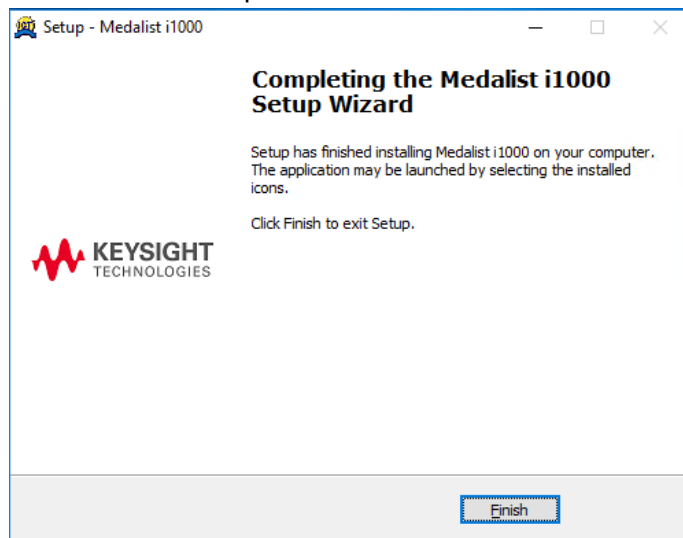 Setup - Medalist i1000
Completing the Medalist i1000
Setup Wizard
Setup has finished installing Medalist i1000 on your computer.
The application may be launched by selecting the installed
icons.
Click Finish to exit Setup.
KEYSIGHT
TECHNOLOGIES
Finish